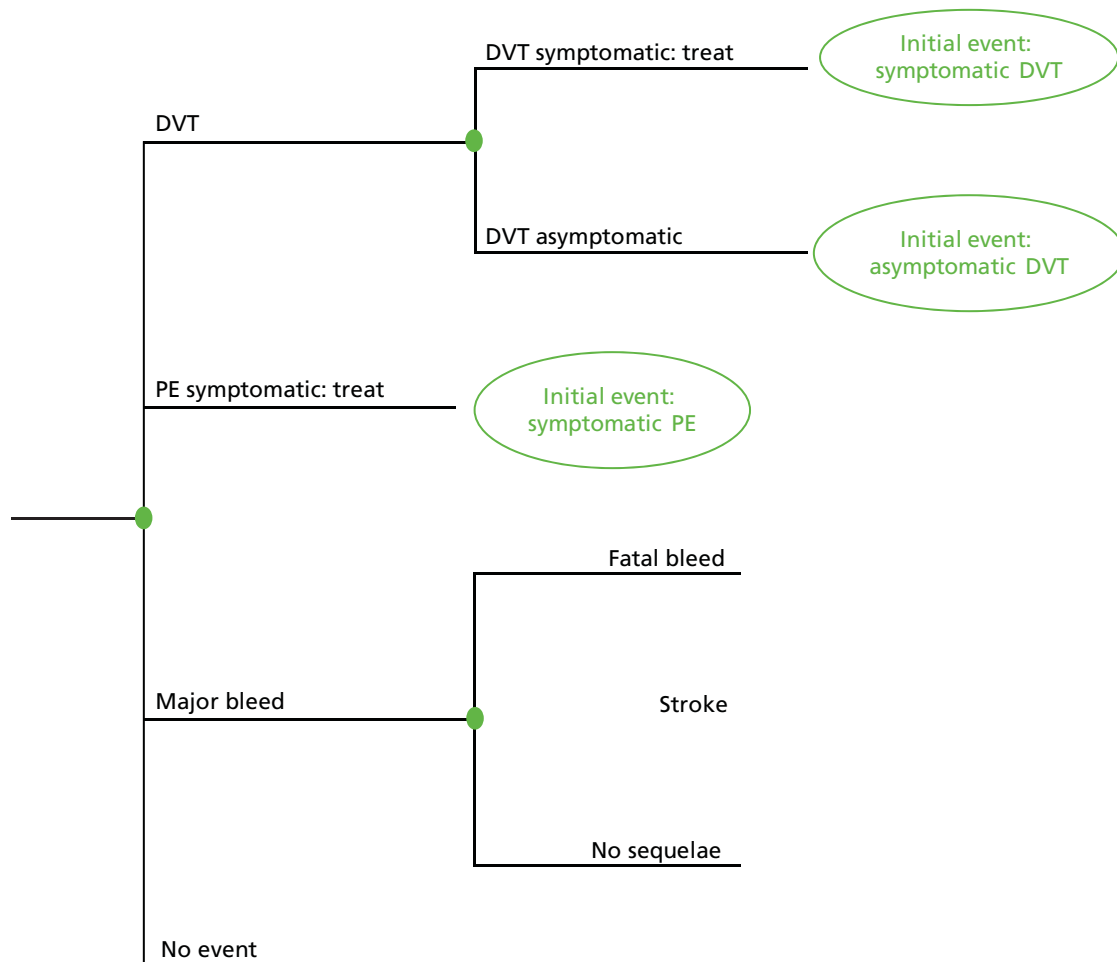 DVT symptomatic: treat
Initial event:
symptomatic DVT
DVT
DVT asymptomatic
Initial event:
asymptomatic DVT
PE symptomatic: treat
Initial event:
symptomatic PE
Fatal bleed
Major bleed
Stroke
No sequelae
No event